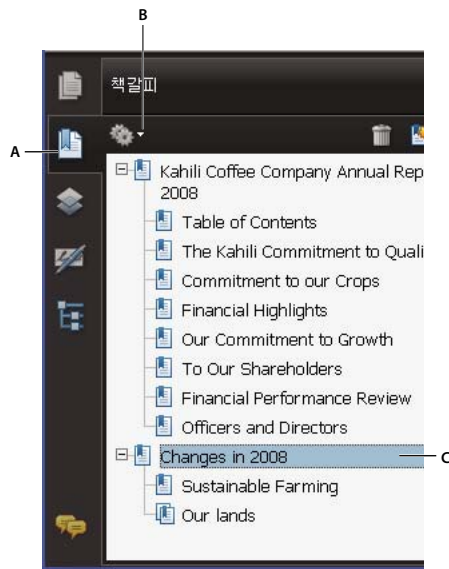 B
책갈피
A
Kahili Coffee Company Annual Rep
2008
Table of Contents
The Kahili Commitment to Quali
Commitment to our Crops
Financial Highlights
Our Commitment to Growth
To Our Shareholders
Financial Performance Review
Officers and Directors
Changes in 2008
C
Sustainable Farming
Our lands